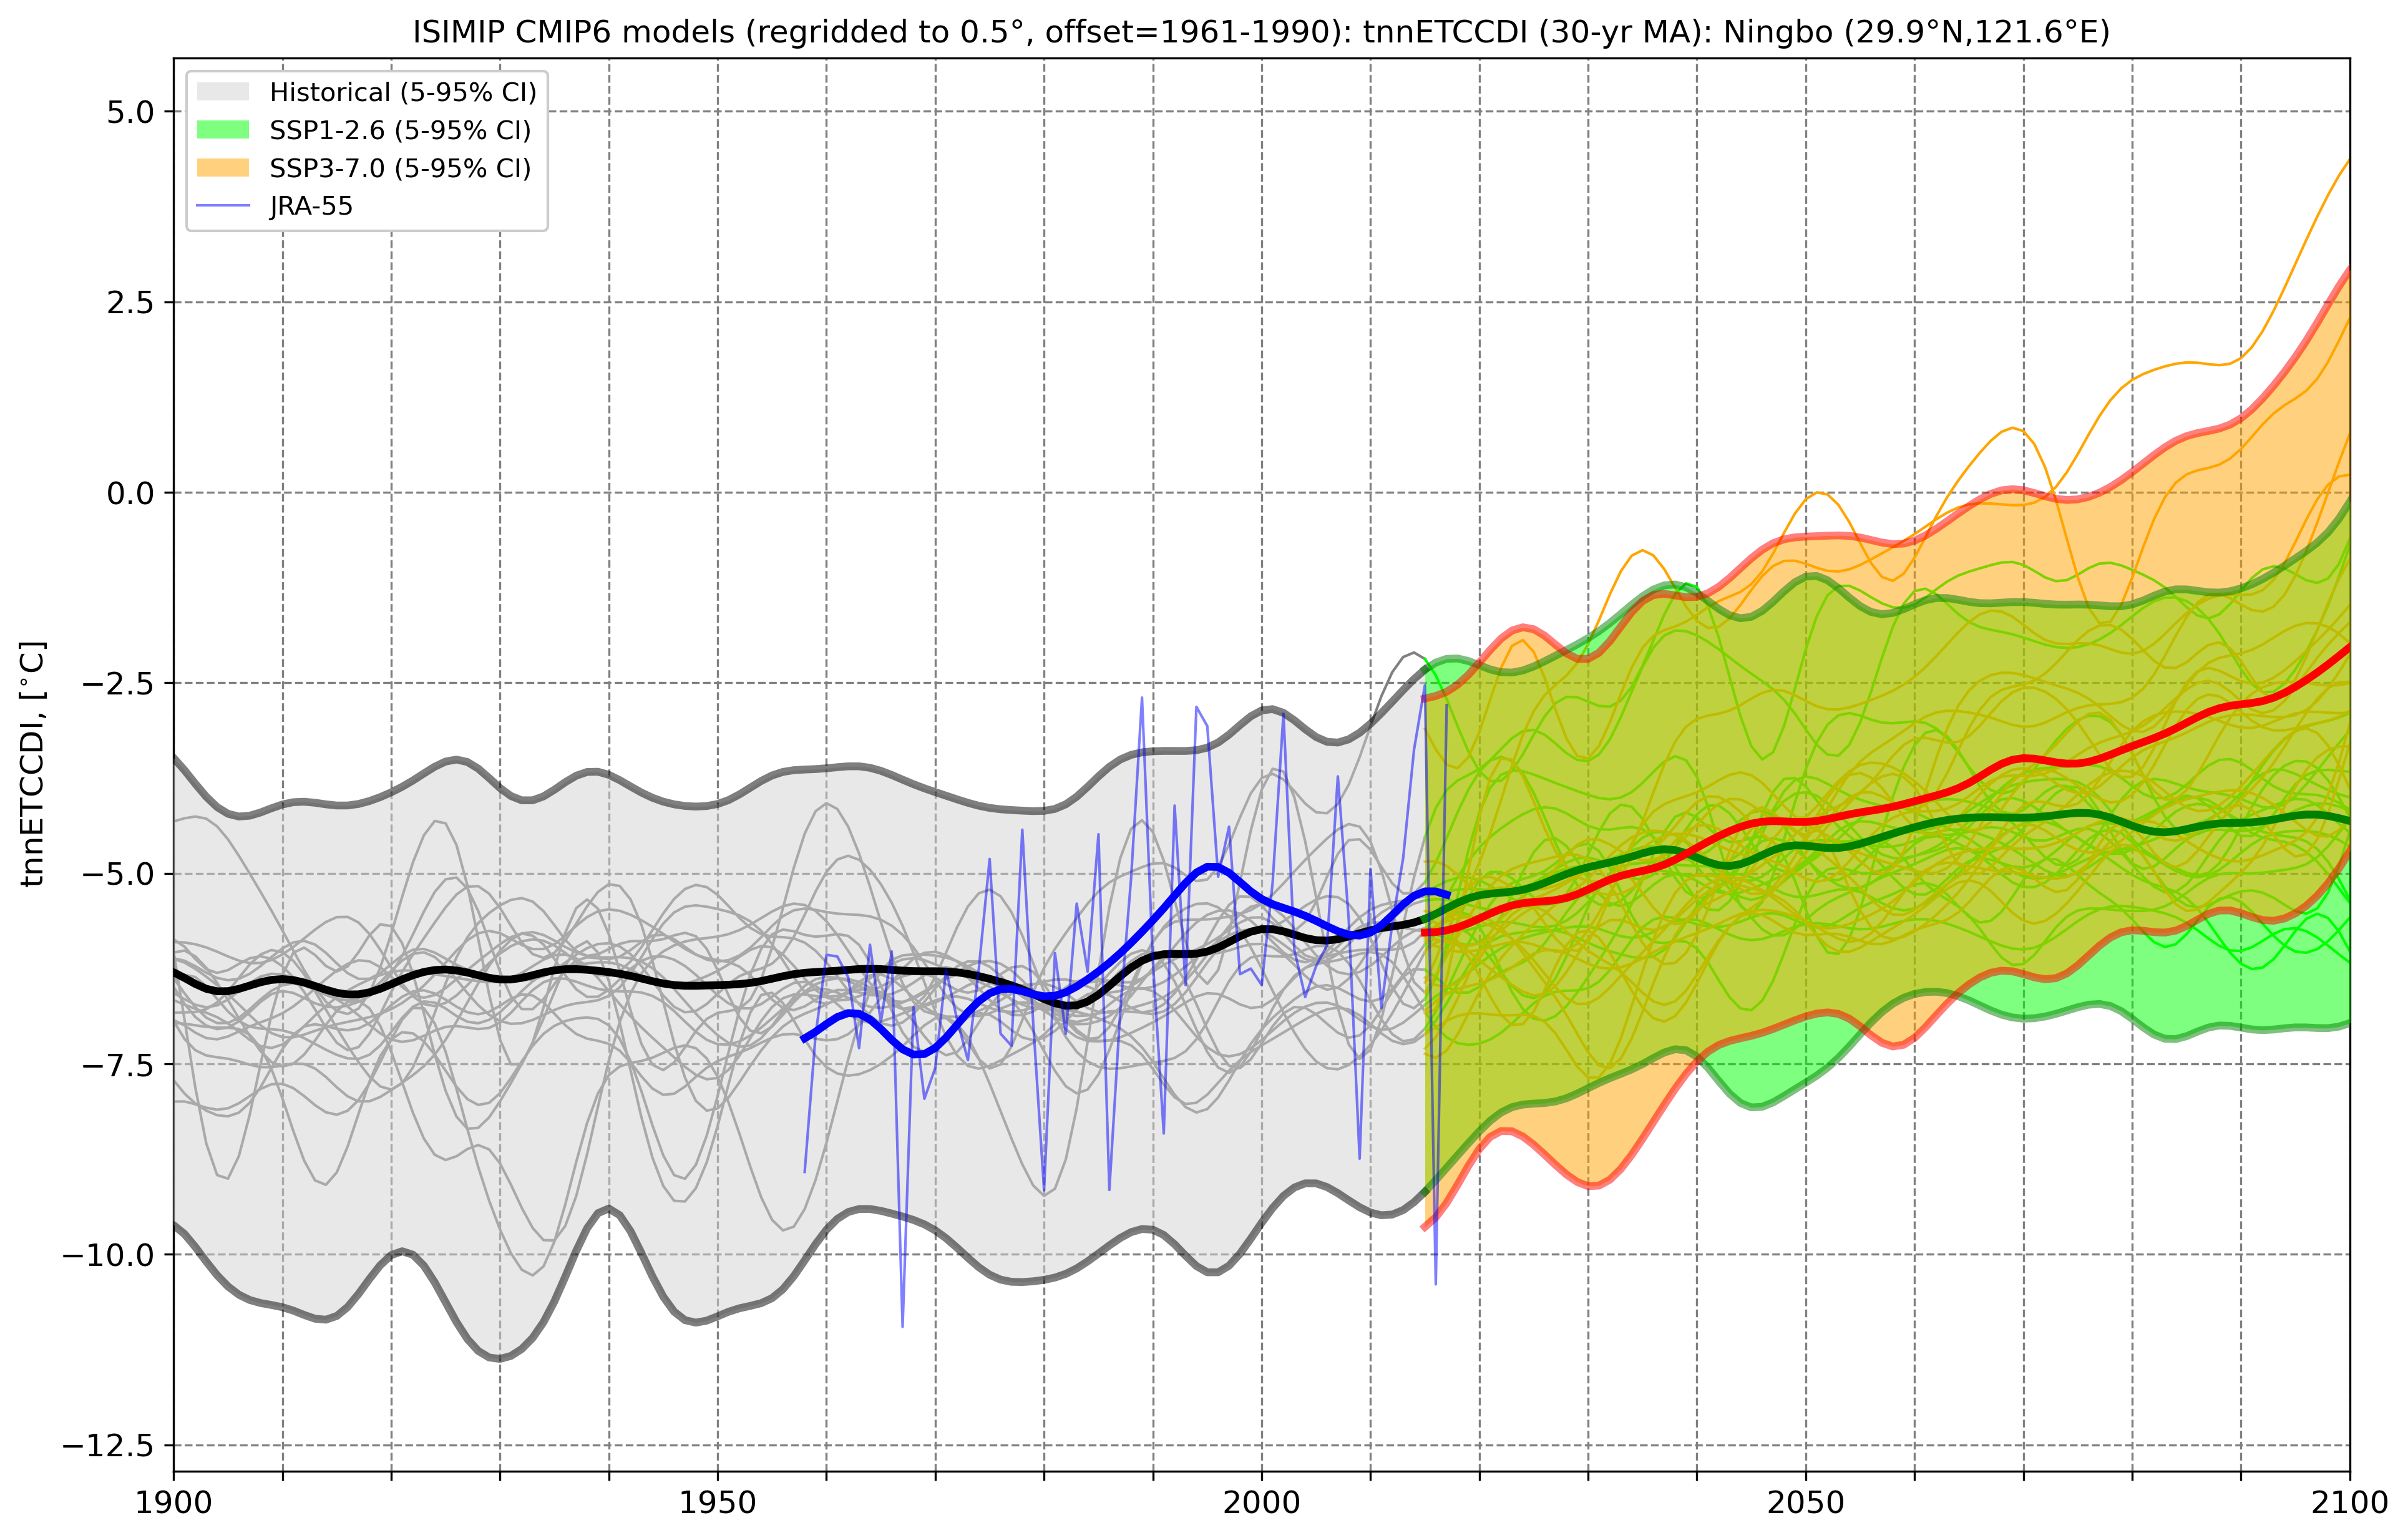 ISIMIP CMIP6 models (regridded to 0.5°, offset=1961-1990): tnnETCCDI (30-yr MA): Ningbo (29.9°N,121.6°E)
Historical (5-95% CI)
SSP1-2.6 (5-95% CI)
SSP3-7.0 (5-95% CI)
JRA-55
tnnETCCDI, [°C]
5.0
2.5
0.0
−2.5
−5.0
−7.5
−10.0
−12.5
1900
1950
2000
2050
2100